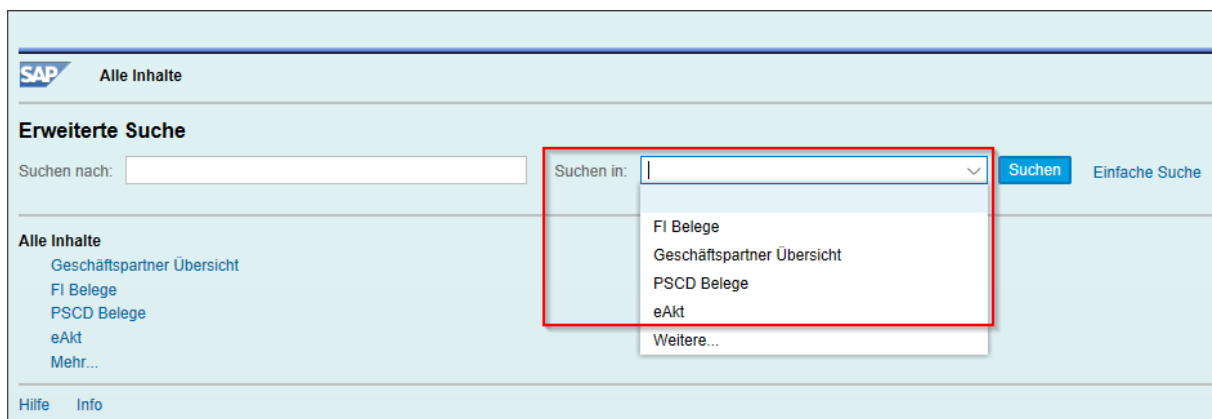 SAP Alle Inhalte
Erweiterte Suche
Suchen nach: Suchen in: Suchen Einfache Suche
FI Belege
Geschäftspartner Übersicht
PSCD Belege
eAkt
Weitere...
Alle Inhalte
Geschäftspartner Übersicht
FI Belege
PSCD Belege
eAkt
Mehr...
Hilfe Info